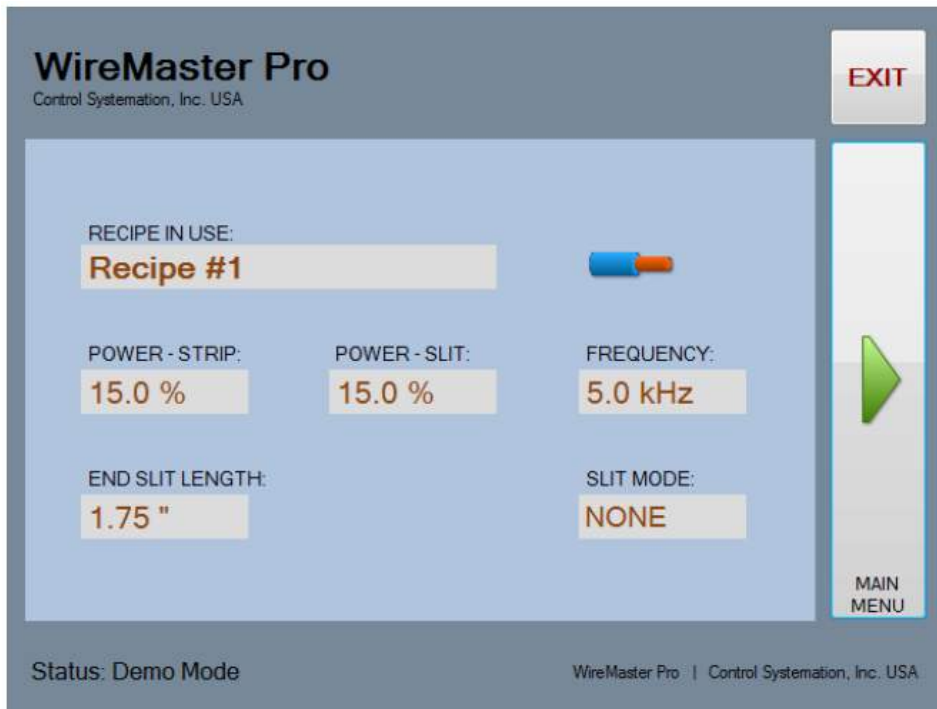 WireMaster Pro
Control Systemation, Inc. USA
EXIT
RECIPE IN USE:
Recipe #1
POWER - STRIP:
POWER - SLIT:
FREQUENCY:
15.0 %
15.0 %
5.0 kHz
END SLIT LENGTH:
SLIT MODE:
1.75 "
NONE
MAIN
MENU
Status: Demo Mode
WireMaster Pro | Control Systemation, Inc. USA